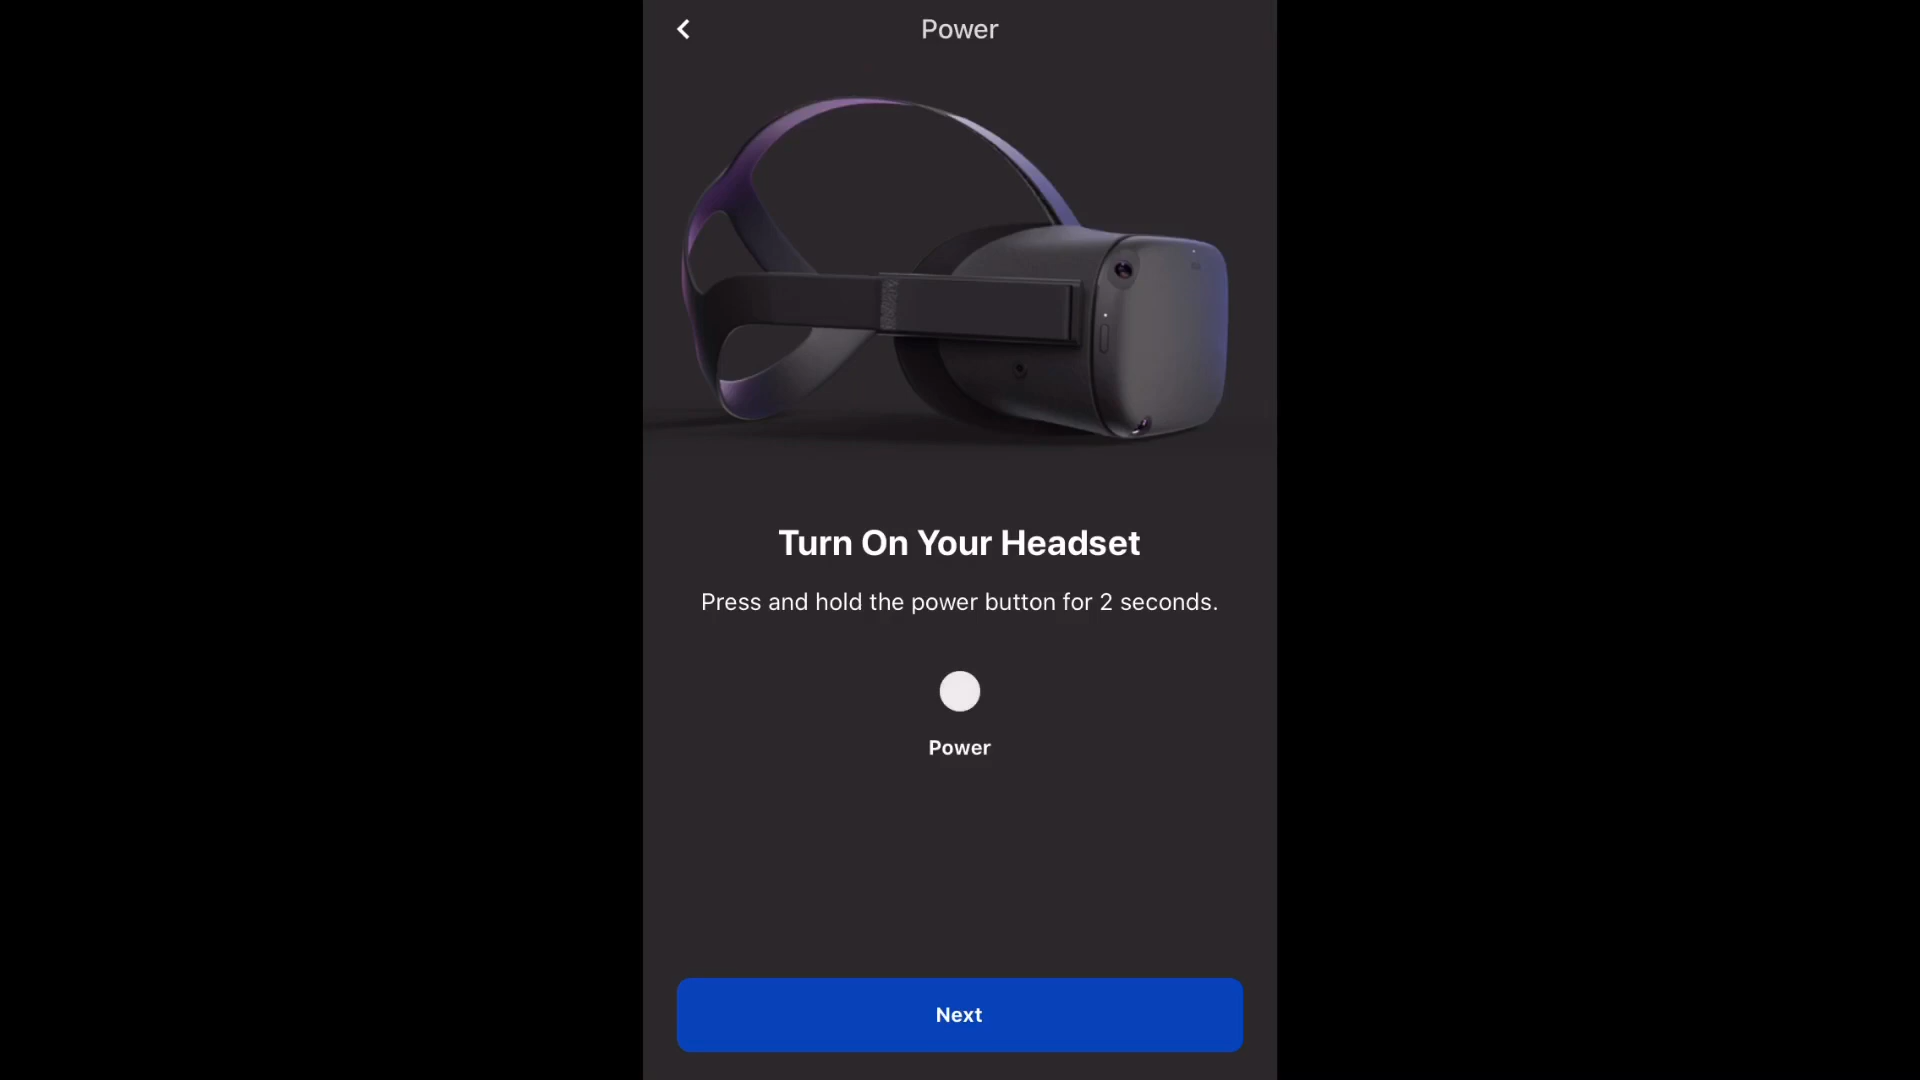 Power
Turn On Your Headset
Press and hold the power button for 2 seconds.
Power
Next